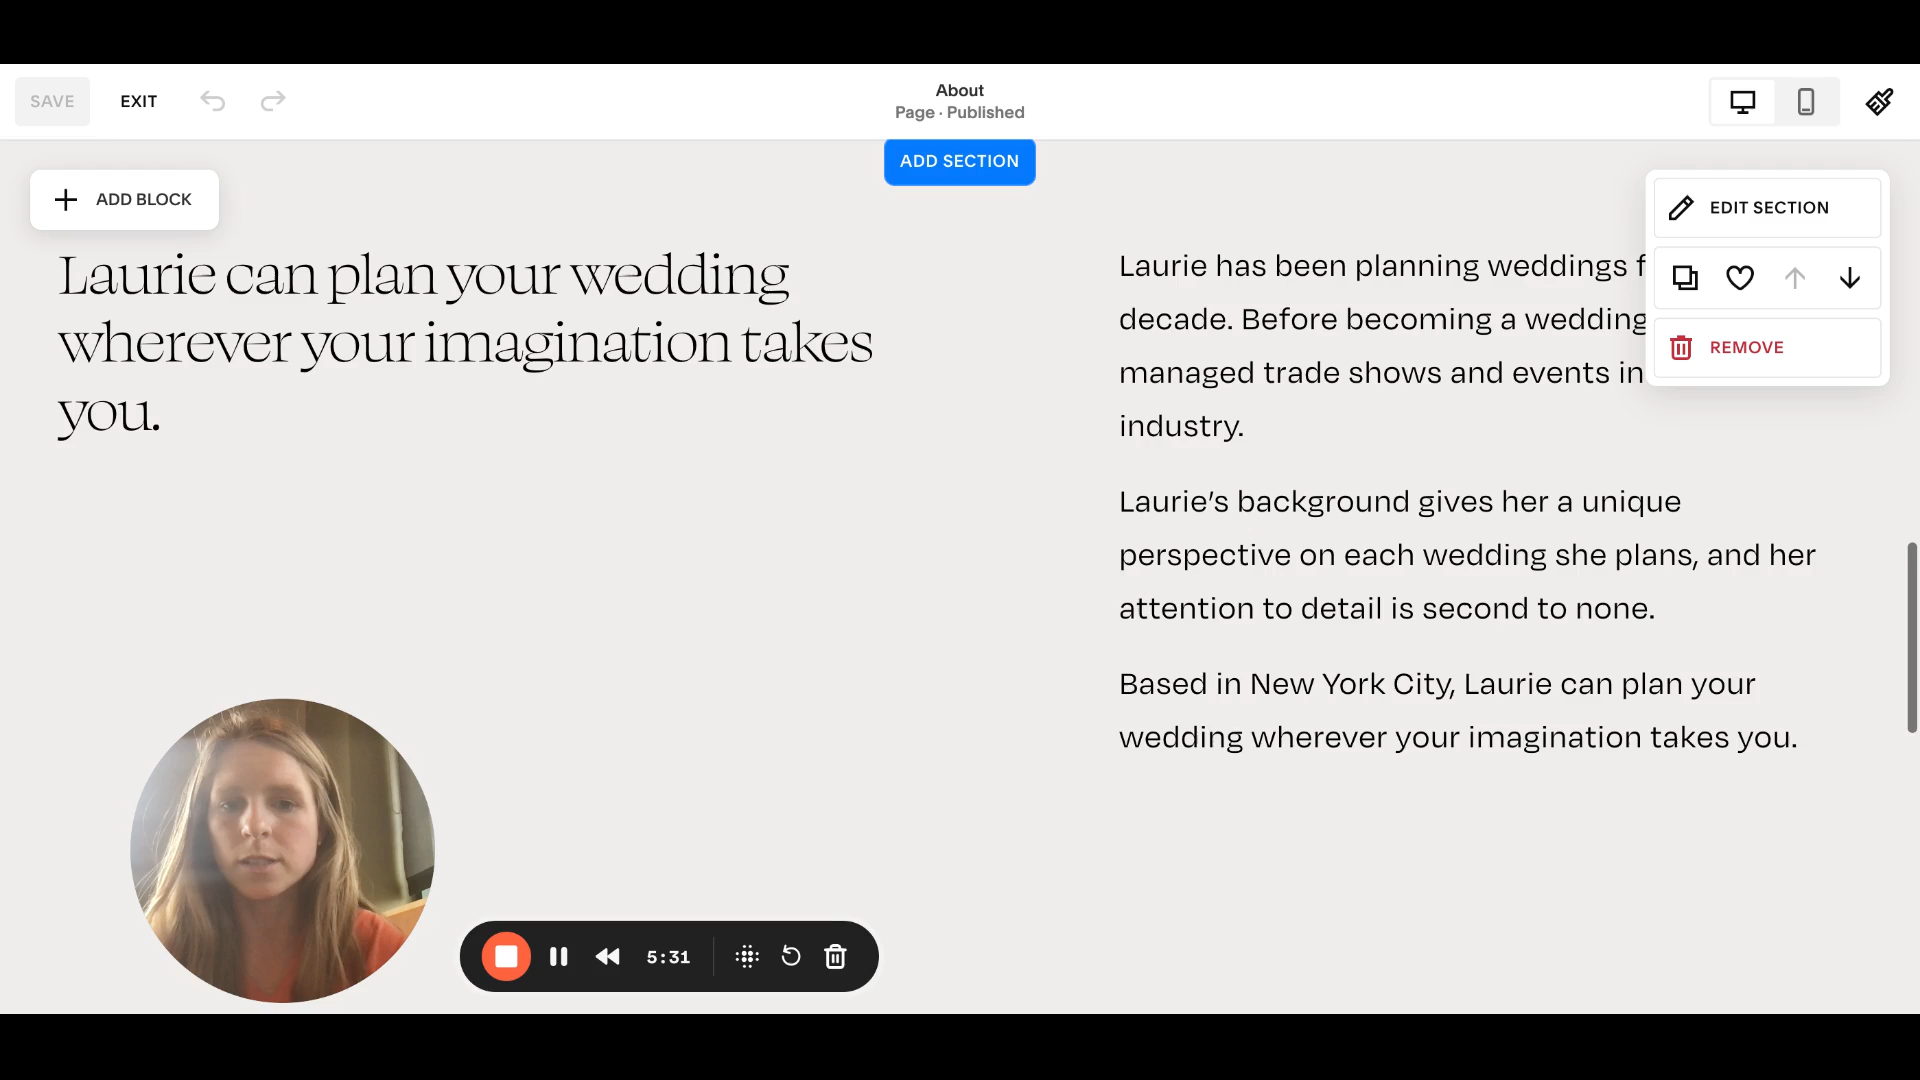 SAVE
EXIT
About
Page · Published
ADD SECTION
ADD BLOCK
EDIT SECTION
REMOVE
Laurie can plan your wedding
wherever your imagination takes
you.
Laurie has been planning weddings
decade. Before becoming a wedding
managed trade shows and events in
industry.
Laurie's background gives her a unique
perspective on each wedding she plans, and her
attention to detail is second to none.
Based in New York City, Laurie can plan your
wedding wherever your imagination takes you.
5:31